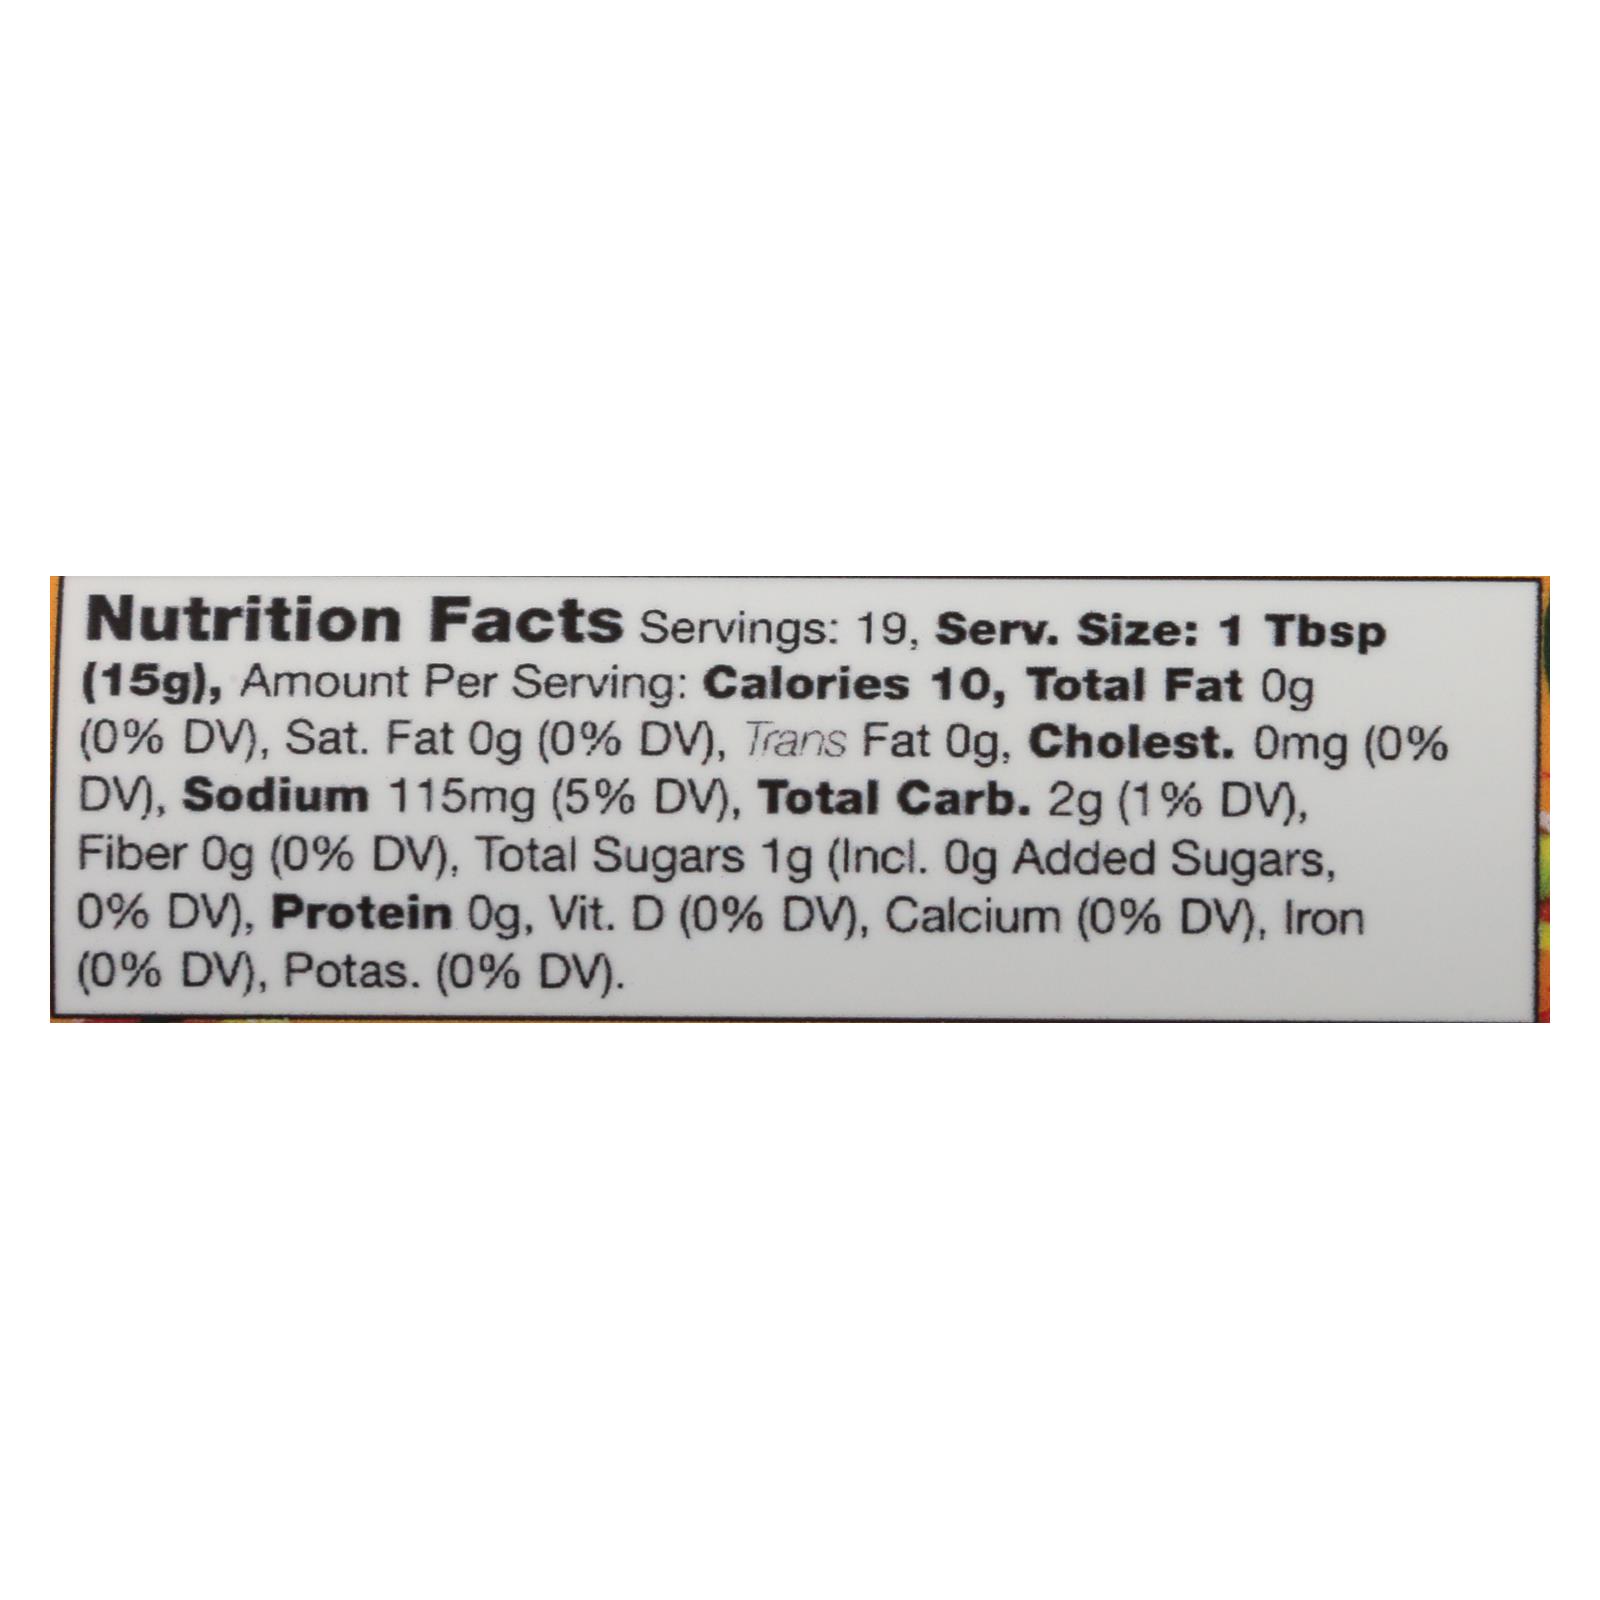 Nutrition Facts Servings: 19, Serv. Size: 1 Tbsp
(15g), Amount Per Serving: Calories 10, Total Fat 0g
(0% DV), Sat. Fat 0g (0% DV), Trans Fat 0g, Cholest. 0mg (0%
DV), Sodium 115mg (5% DV), Total Carb. 2g (1% DV),
Fiber 0g (0% DV), Total Sugars 1g (Incl. 0g Added Sugars,
0% DV), Protein 0g, Vit. D (0% DV), Calcium (0% DV), Iron
(0% DV), Potas. (0% DV).